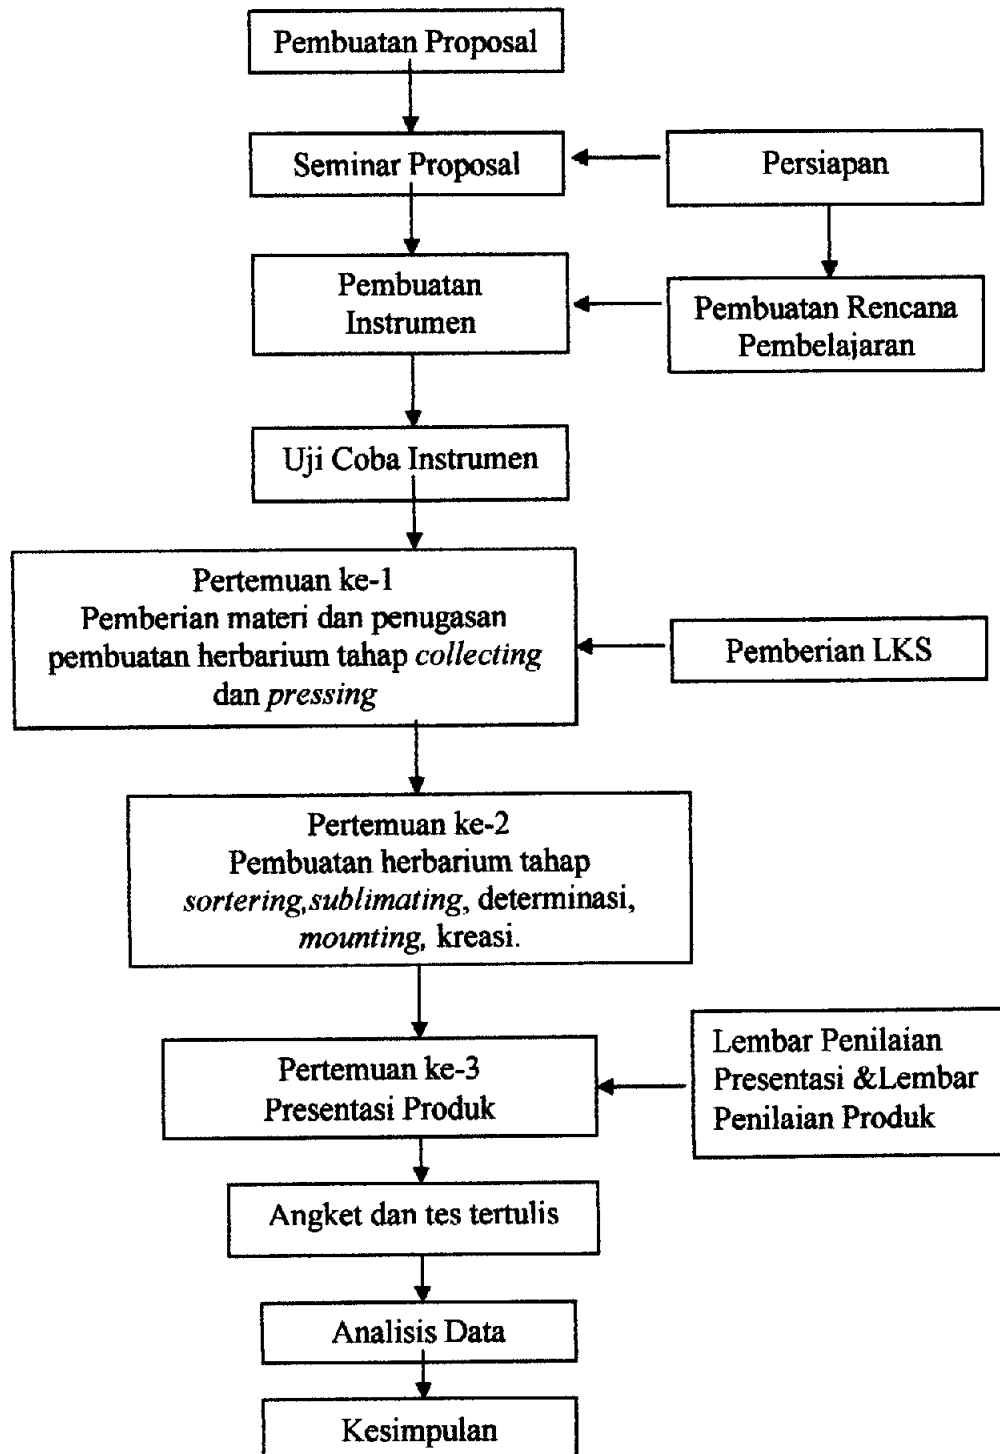 Pembuatan Proposal
Seminar Proposal
Persiapan
Pembuatan
Instrumen
Pembuatan Rencana
Pembelajaran
Uji Coba Instrumen
Pertemuan ke-1
Pemberian materi dan penugasan
pembuatan herbarium tahap collecting
dan pressing
Pemberian LKS
Pertemuan ke-2
Pembuatan herbarium tahap
sortering,sublimating, determinasi,
mounting, kreasi.
Pertemuan ke-3
Presentasi Produk
Lembar Penilaian
Presentasi &Lembar
Penilaian Produk
Angket dan tes tertulis
Analisis Data
Kesimpulan